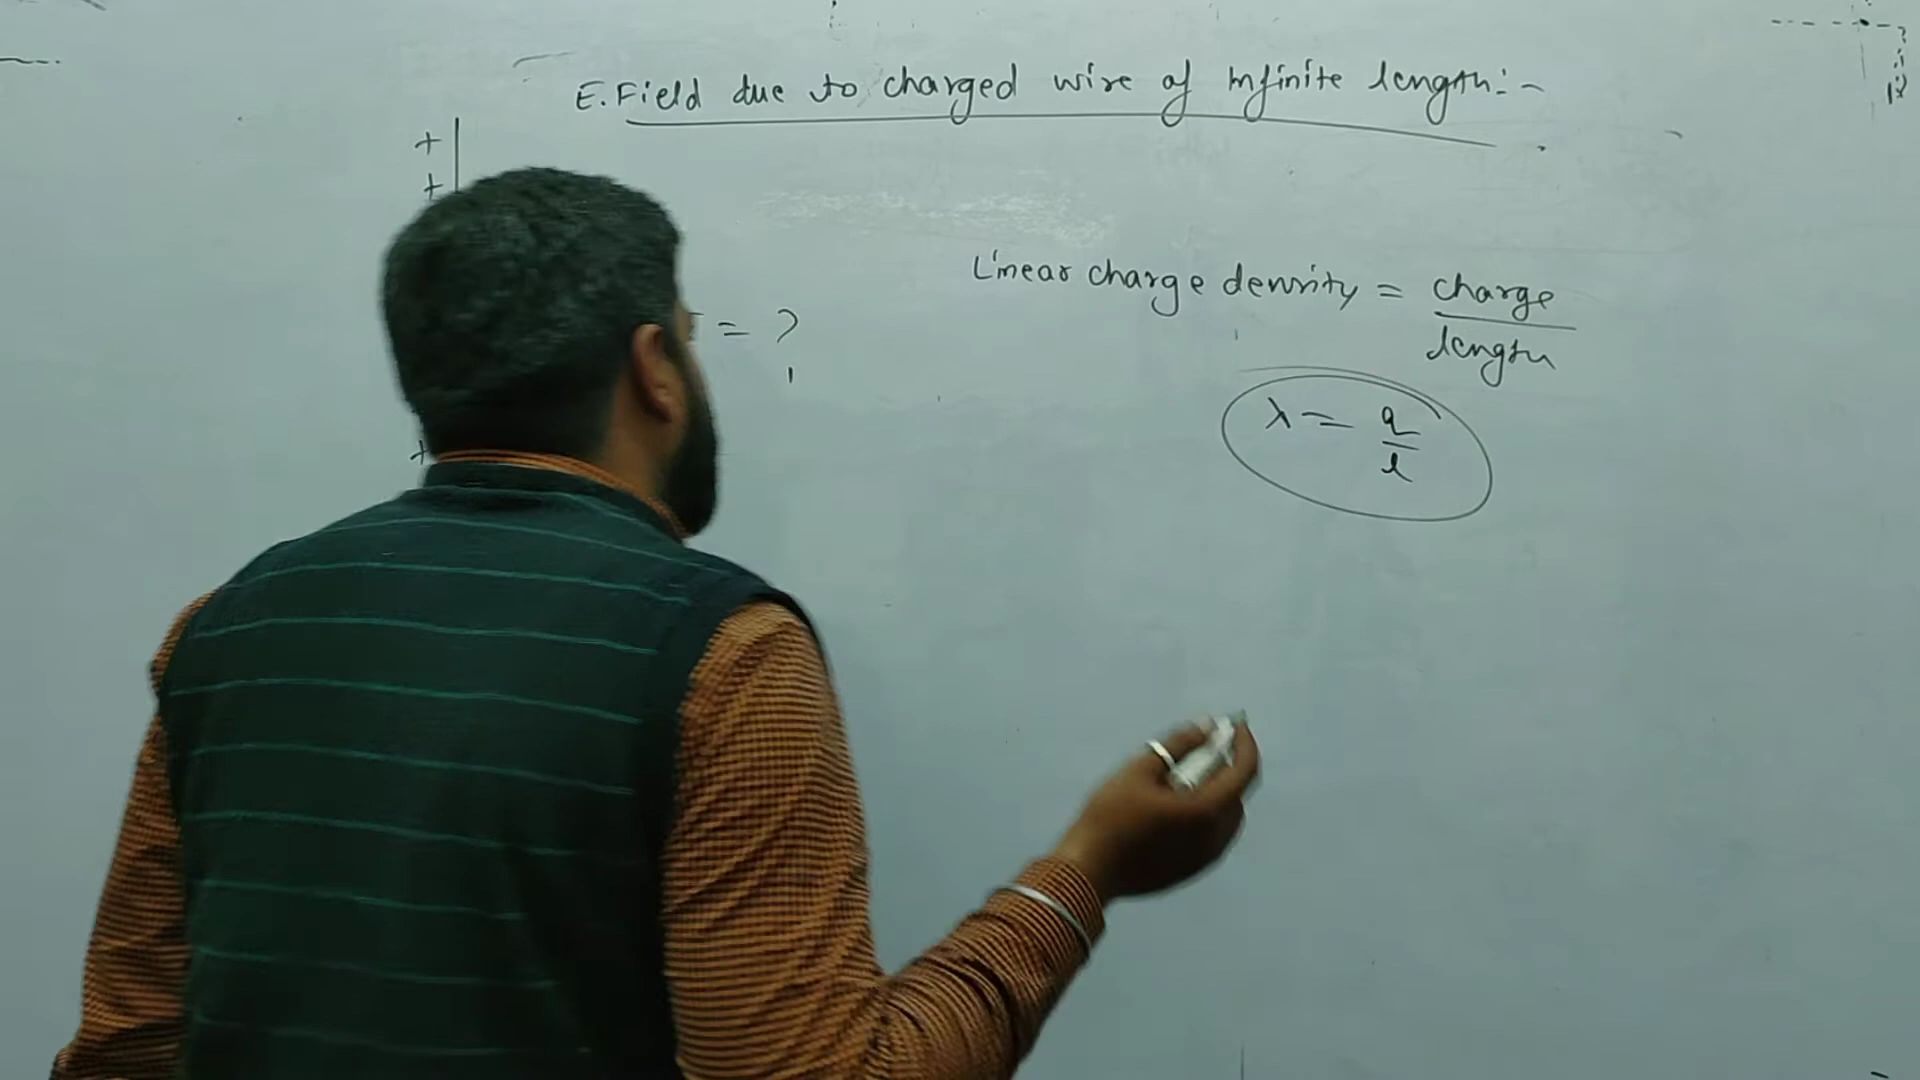 E. Field due to charged wire of infinite length:-
+
+
= ?
+
Linear charge density = charge
length
λ = q
l